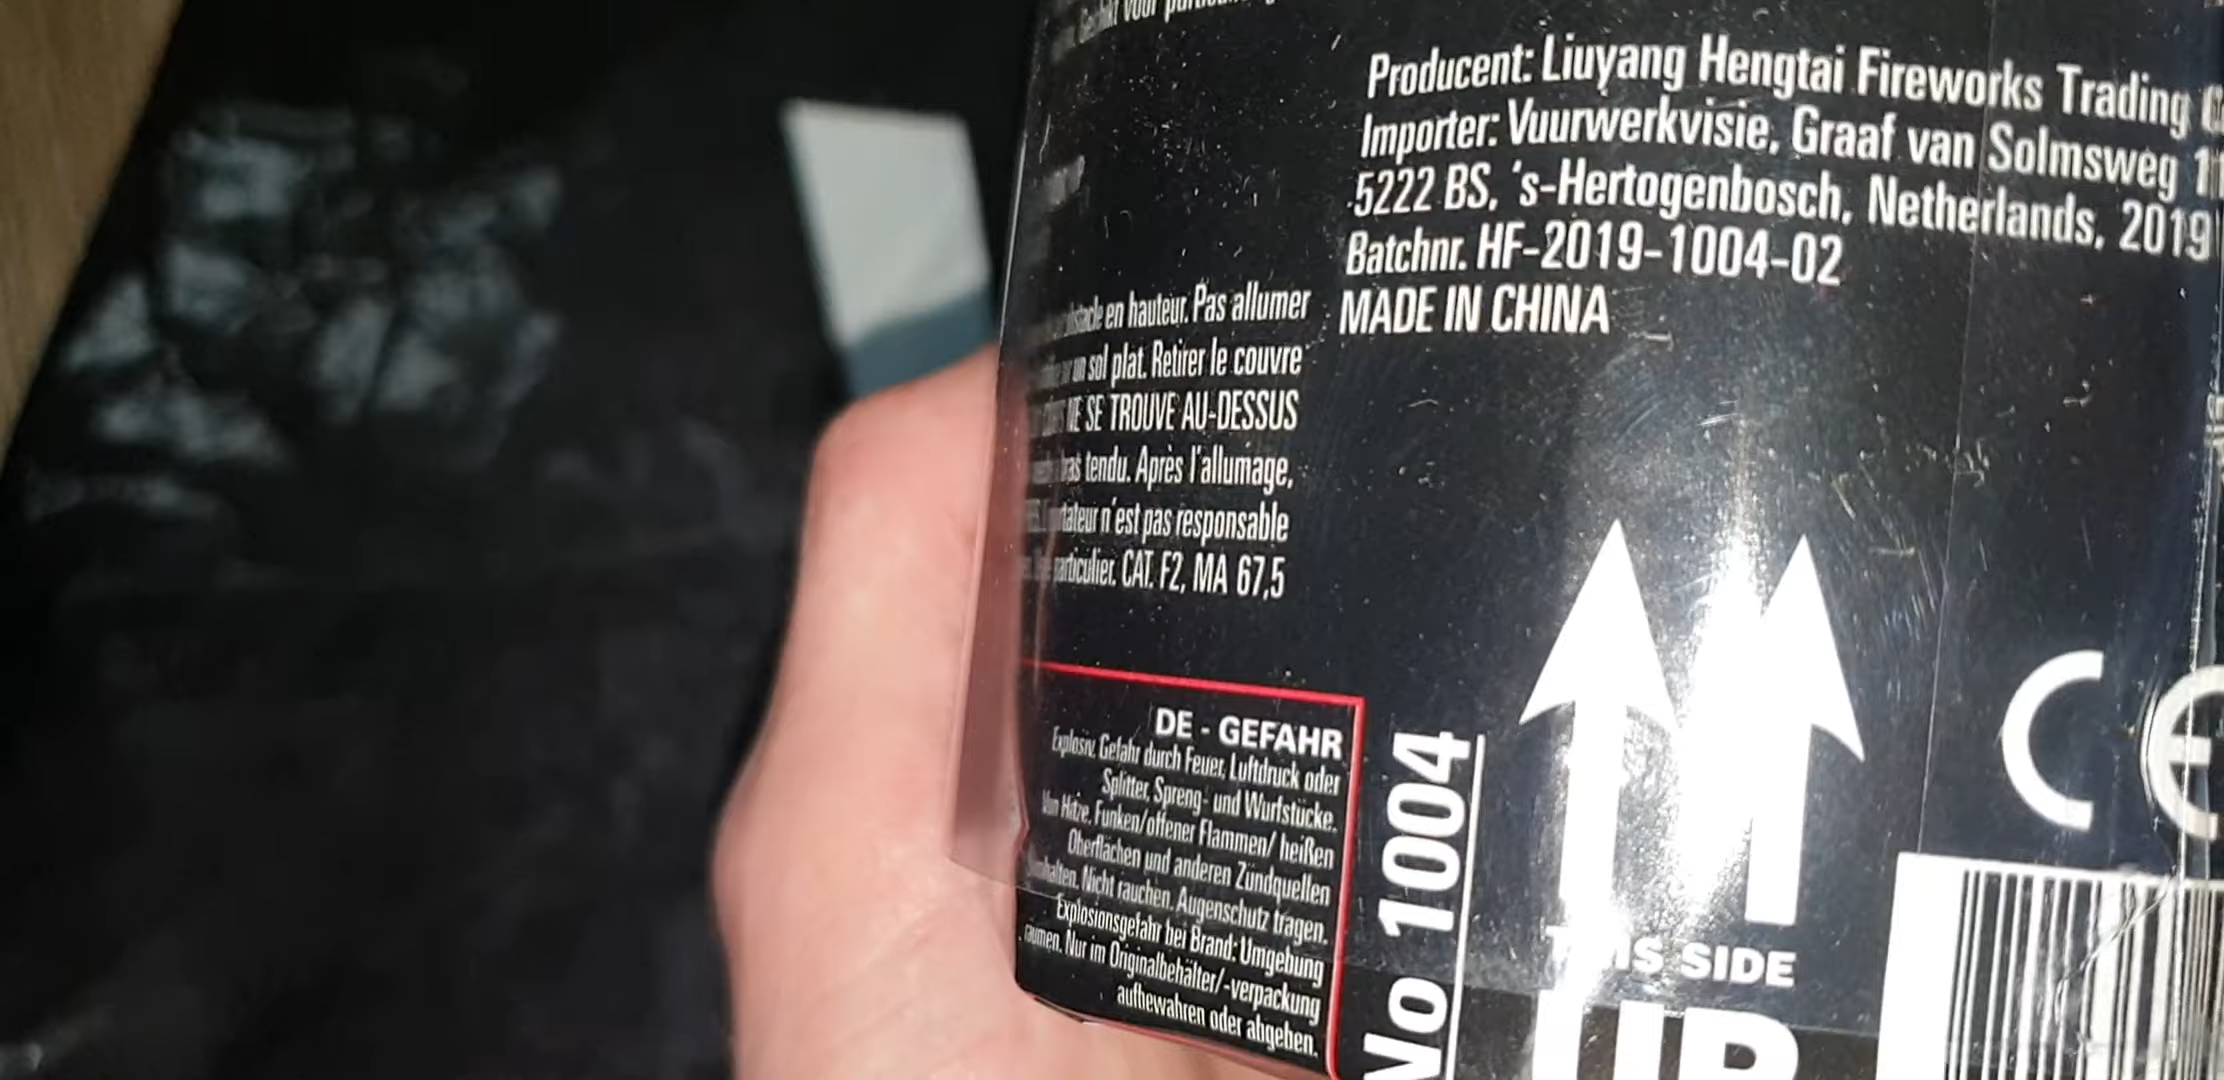 voor
Producent: Liuyang Hengtai Fireworks Trading
Importer: Vuurwerkvisie, Graaf van Solmsweg
5222 BS, 's-Hertogenbosch, Netherlands, 2019
Batchnr. HF-2019-1004-02
MADE IN CHINA
en hauteur. Pas allumer
un sol plat. Retirer le couvre
NE SE TROUVE AU-DESSUS
bras tendu. Après l'allumage,
n'est pas responsable
particulier. CAT. F2, MA 67,5
DE - GEFAHR
Explosiv. Gefahr durch Feuer, Luftdruck oder
Splitter, Spreng- und Wurfstücke.
Von Hitze, Funken/offener Flammen/ heißen
Oberflächen und anderen Zündquellen
Nicht rauchen. Augenschutz tragen.
Explosionsgefahr bei Brand: Umgebung
räumen. Nur im Originalbehälter/-verpackung
aufbewahren oder abgeben.
No 1004
THIS SIDE
UP
CE